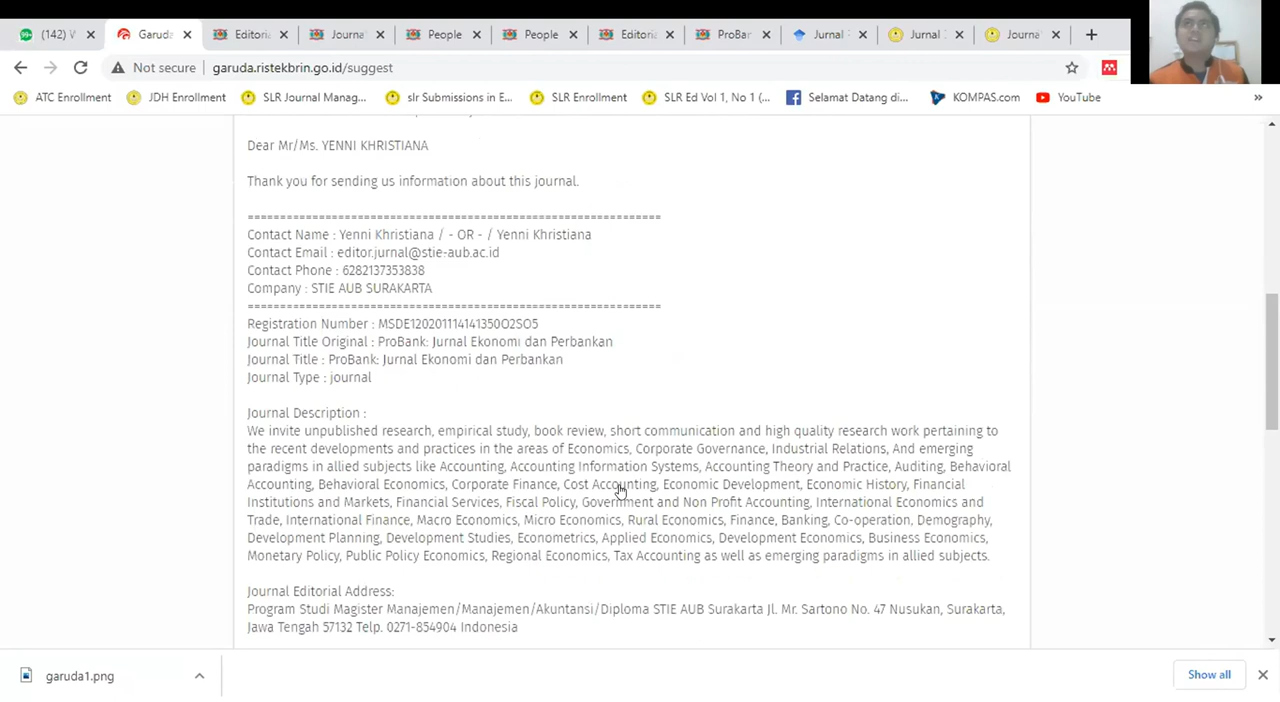 (142) V
Garuda
Editoria
Journa
People
People
Editoria
ProBan
Jurnal
Jurnal
Journa
Not secure
garuda.ristekbrin.go.id/suggest
ATC Enrollment
JDH Enrollment
SLR Journal Manag...
slr Submissions in E...
SLR Enrollment
SLR Ed Vol 1, No 1 (...
Selamat Datang di...
KOMPAS.com
YouTube
»
Dear Mr/Ms. YENNI KHRISTIANA
Thank you for sending us information about this journal.
================================================================
Contact Name : Yenni Khristiana / - OR - / Yenni Khristiana
Contact Email : editor.jurnal@stie-aub.ac.id
Contact Phone : 6282137353838
Company : STIE AUB SURAKARTA
================================================================
Registration Number : MSDE120201114141350O2SO5
Journal Title Original : ProBank: Jurnal Ekonomi dan Perbankan
Journal Title : ProBank: Jurnal Ekonomi dan Perbankan
Journal Type : journal
Journal Description :
We invite unpublished research, empirical study, book review, short communication and high quality research work pertaining to
the recent developments and practices in the areas of Economics, Corporate Governance, Industrial Relations, And emerging
paradigms in allied subjects like Accounting, Accounting Information Systems, Accounting Theory and Practice, Auditing, Behavioral
Accounting, Behavioral Economics, Corporate Finance, Cost Accounting, Economic Development, Economic History, Financial
Institutions and Markets, Financial Services, Fiscal Policy, Government and Non Profit Accounting, International Economics and
Trade, International Finance, Macro Economics, Micro Economics, Rural Economics, Finance, Banking, Co-operation, Demography,
Development Planning, Development Studies, Econometrics, Applied Economics, Development Economics, Business Economics,
Monetary Policy, Public Policy Economics, Regional Economics, Tax Accounting as well as emerging paradigms in allied subjects.
Journal Editorial Address:
Program Studi Magister Manajemen/Manajemen/Akuntansi/Diploma STIE AUB Surakarta Jl. Mr. Sartono No. 47 Nusukan, Surakarta,
Jawa Tengah 57132 Telp. 0271-854904 Indonesia
garuda1.png
Show all